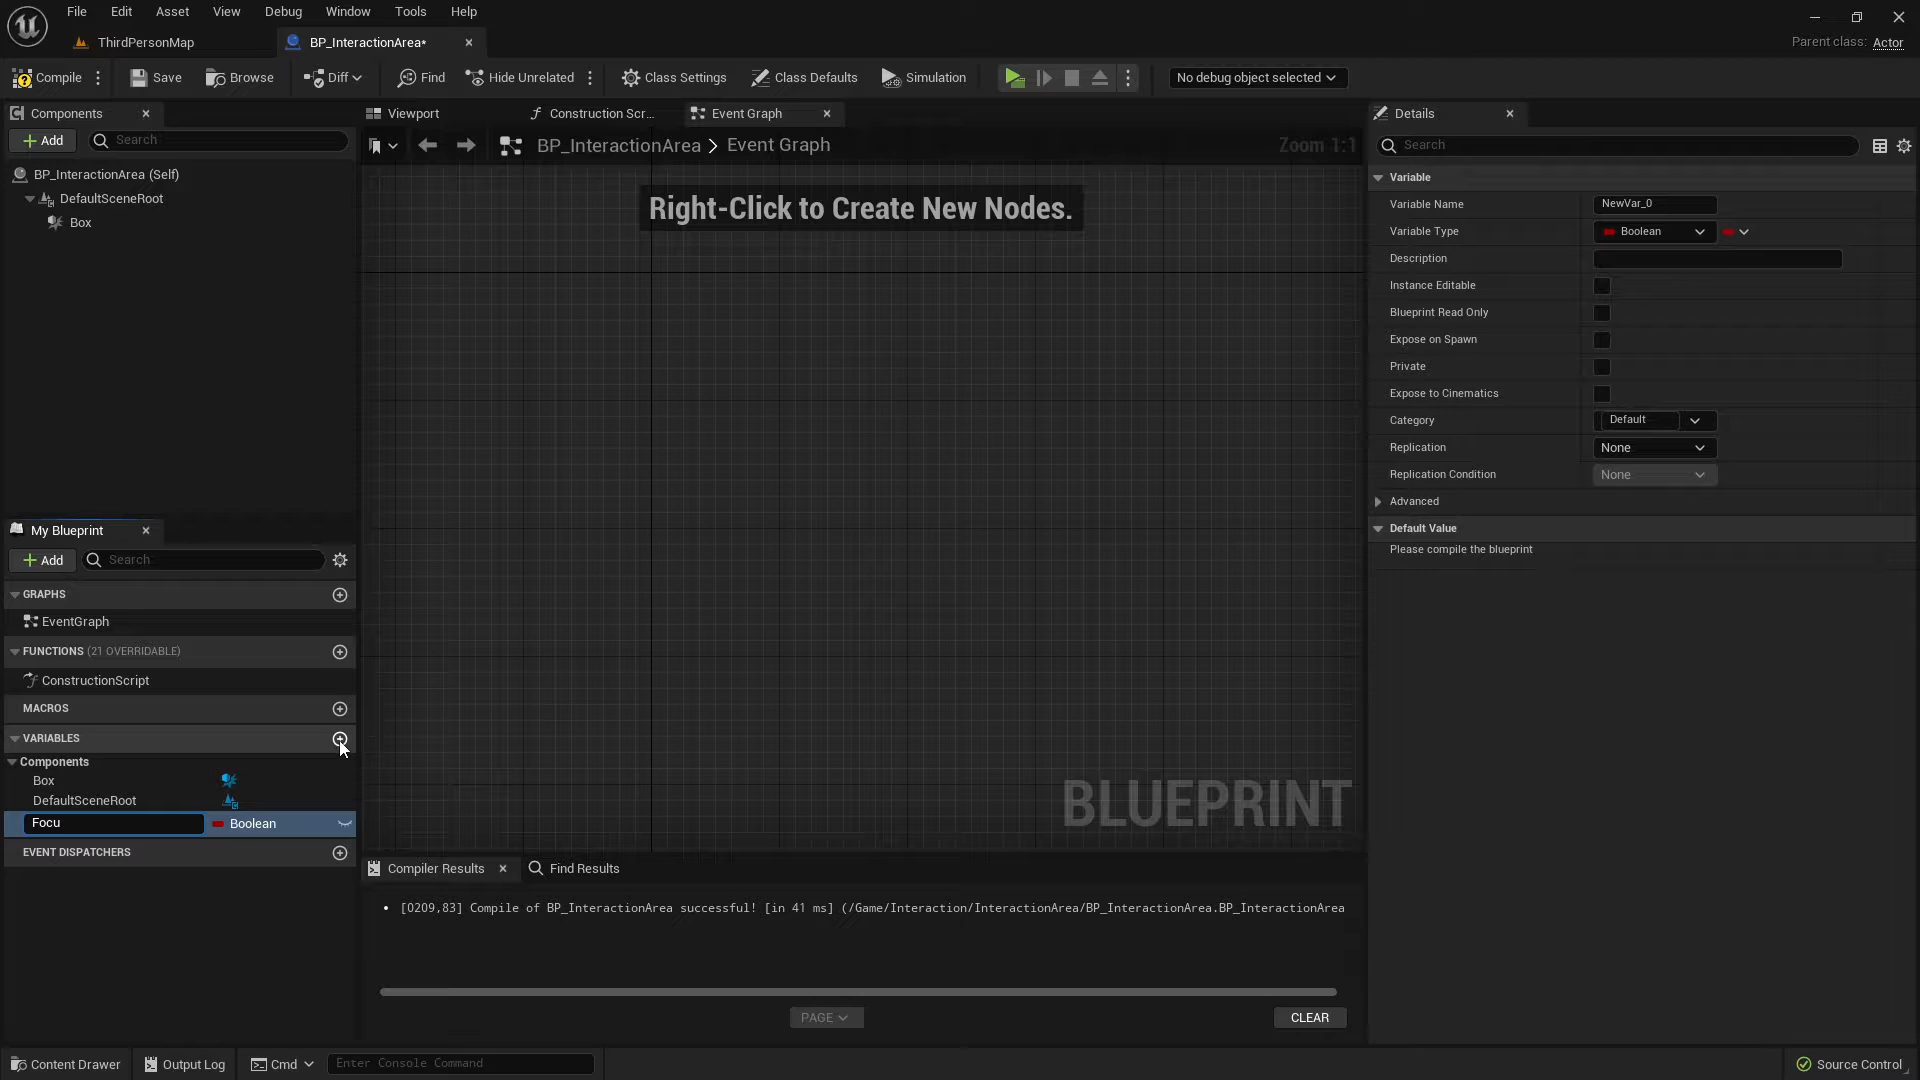 File Edit Asset View Debug Window Tools Help
ThirdPersonMap
BP_InteractionArea*
Parent class: Actor
Compile Save Browse Diff Find Hide Unrelated Class Settings Class Defaults Simulation No debug object selected
Components
Add
Search
BP_InteractionArea (Self)
DefaultSceneRoot
Box
My Blueprint
Add
Search
GRAPHS
EventGraph
FUNCTIONS (21 OVERRIDABLE)
ConstructionScript
MACROS
VARIABLES
Components
Box
DefaultSceneRoot
Focu Boolean
EVENT DISPATCHERS
Viewport Construction Scr... Event Graph
BP_InteractionArea > Event Graph
Zoom 1:1
Right-Click to Create New Nodes.
BLUEPRINT
Compiler Results Find Results
[0209,83] Compile of BP_InteractionArea successful! [in 41 ms] (/Game/Interaction/InteractionArea/BP_InteractionArea.BP_InteractionArea
PAGE CLEAR
Details
Search
Variable
Variable Name NewVar_0
Variable Type Boolean
Description
Instance Editable
Blueprint Read Only
Expose on Spawn
Private
Expose to Cinematics
Category Default
Replication None
Replication Condition None
Advanced
Default Value
Please compile the blueprint
Content Drawer Output Log Cmd Enter Console Command Source Control